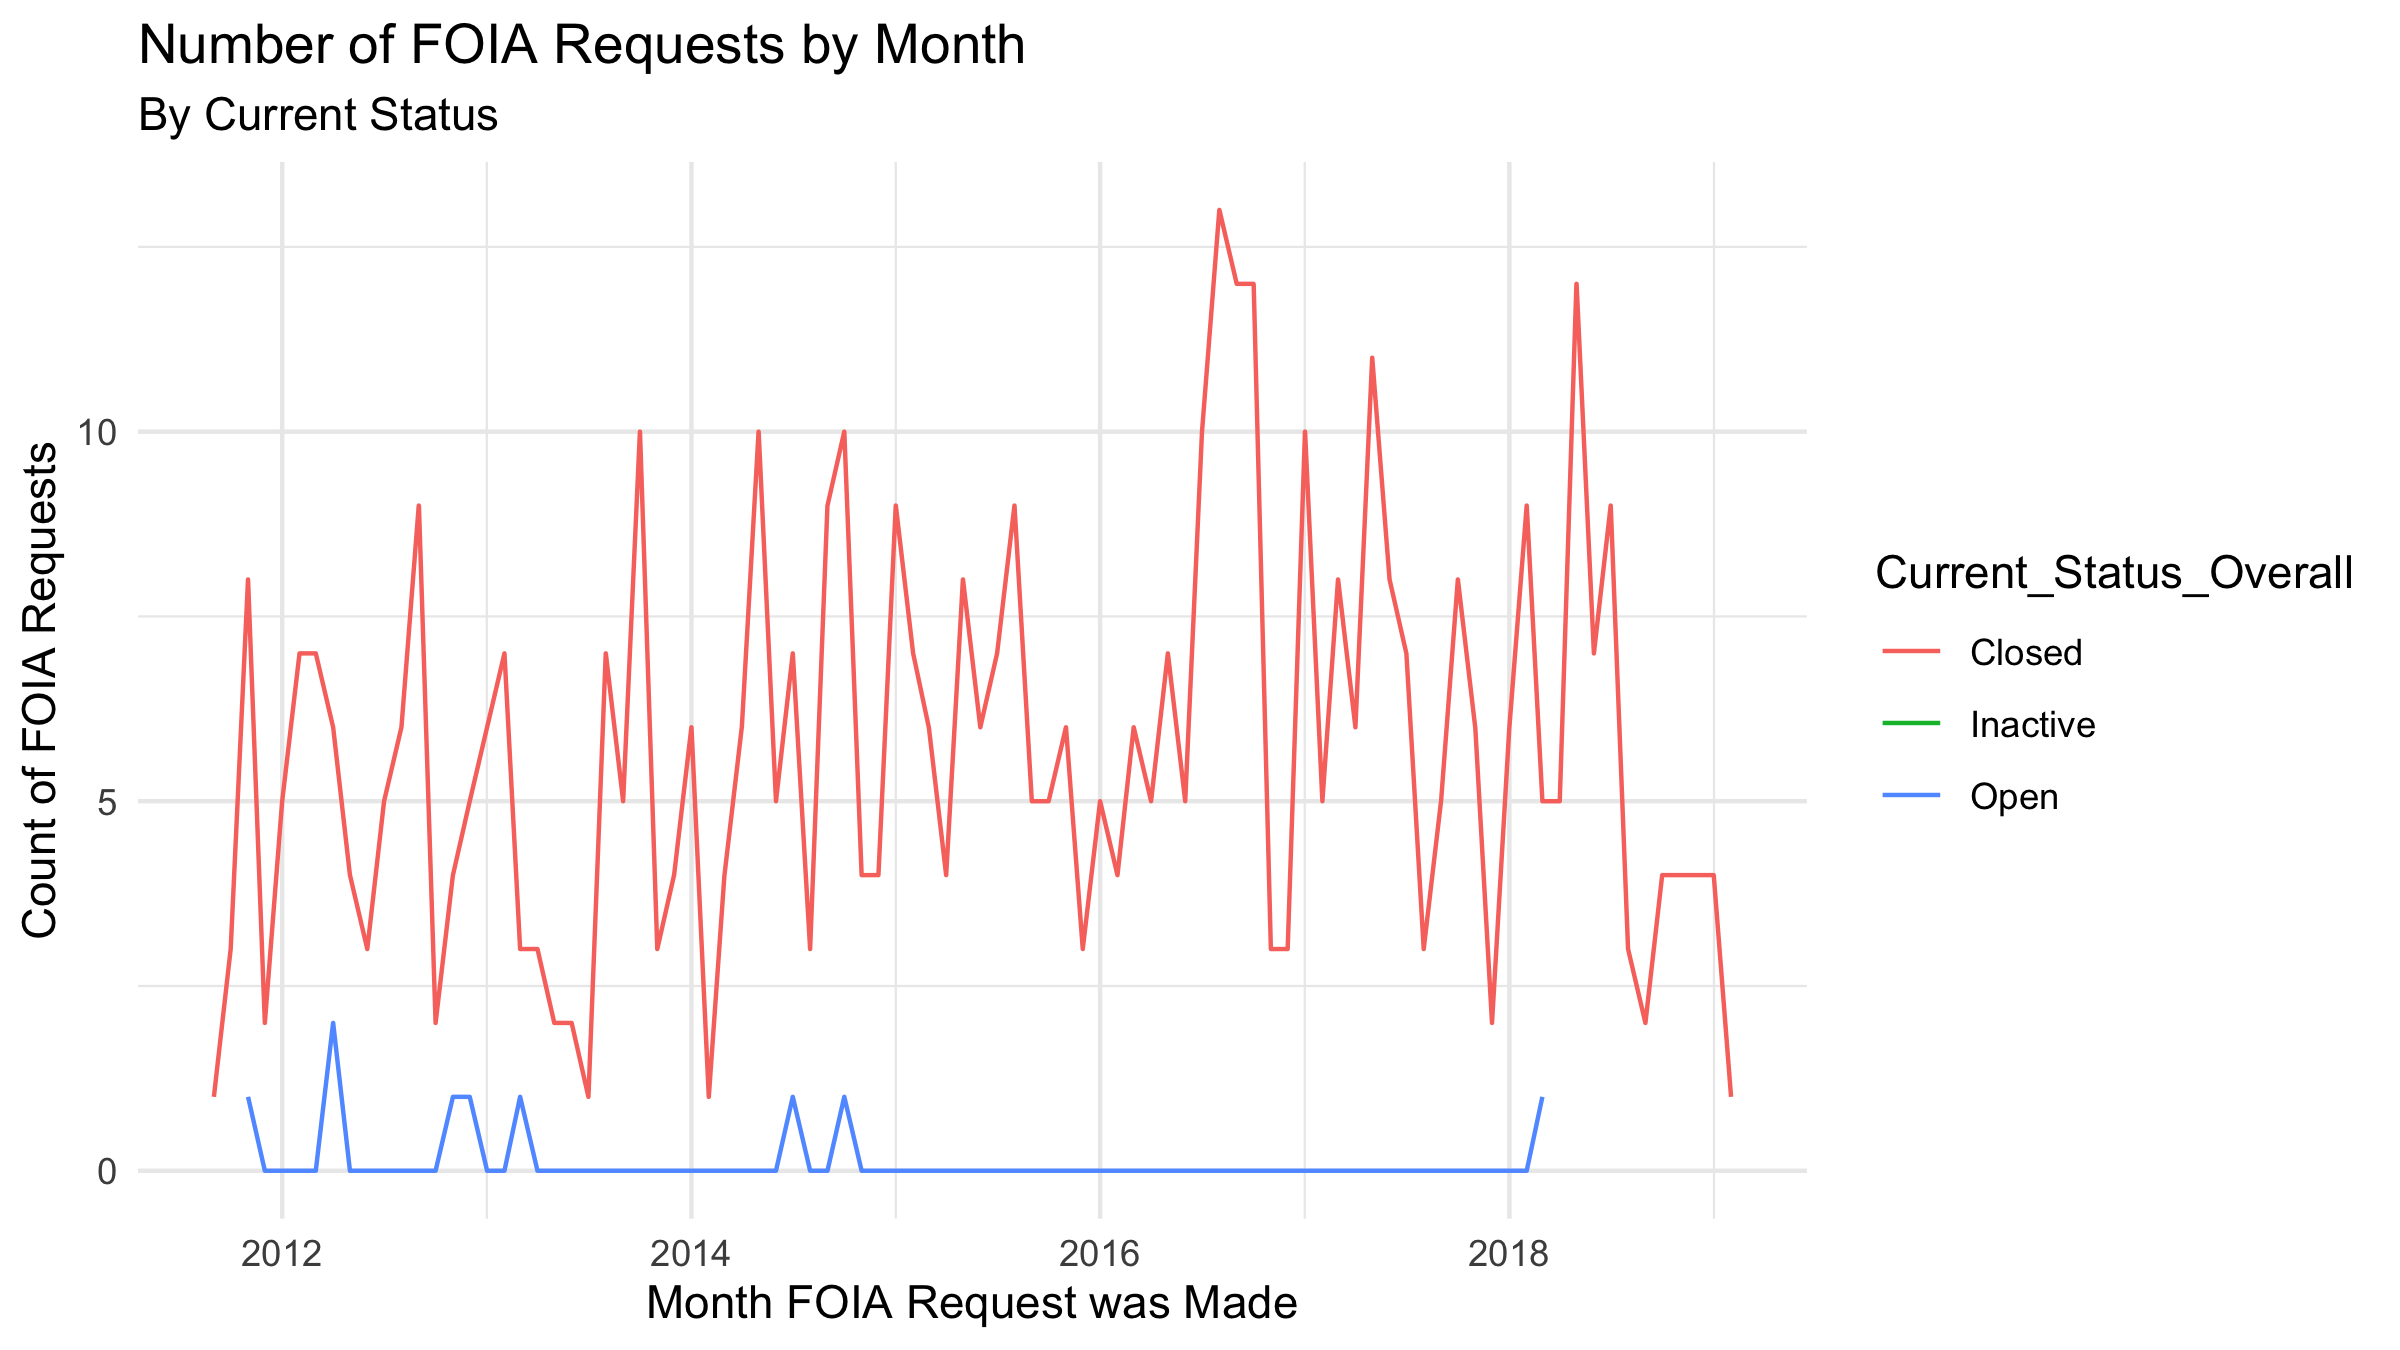 Number of FOIA Requests by Month
By Current Status
Count of FOIA Requests
10
5
0
2012
2014
2016
2018
Month FOIA Request was Made
Current_Status_Overall
Closed
Inactive
Open